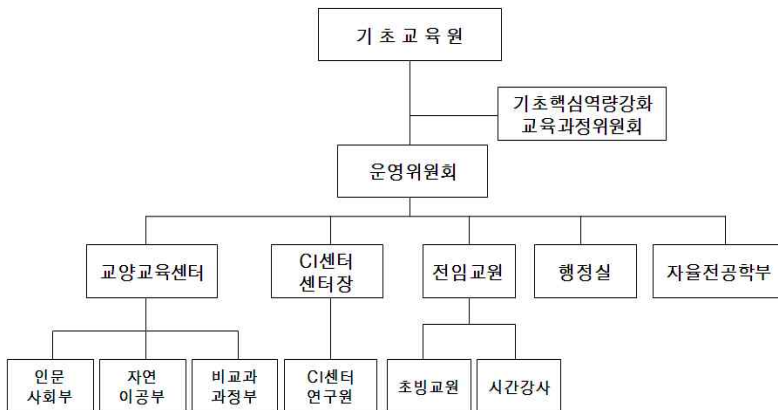 기 초 교 육 원
기초핵심역량강화
교육과정위원회
운영위원회
교양교육센터
CI센터
센터장
전임교원
행정실
자율전공학부
인문
사회부
자연
이공부
비교과
과정부
CI센터
연구원
초빙교원
시간강사